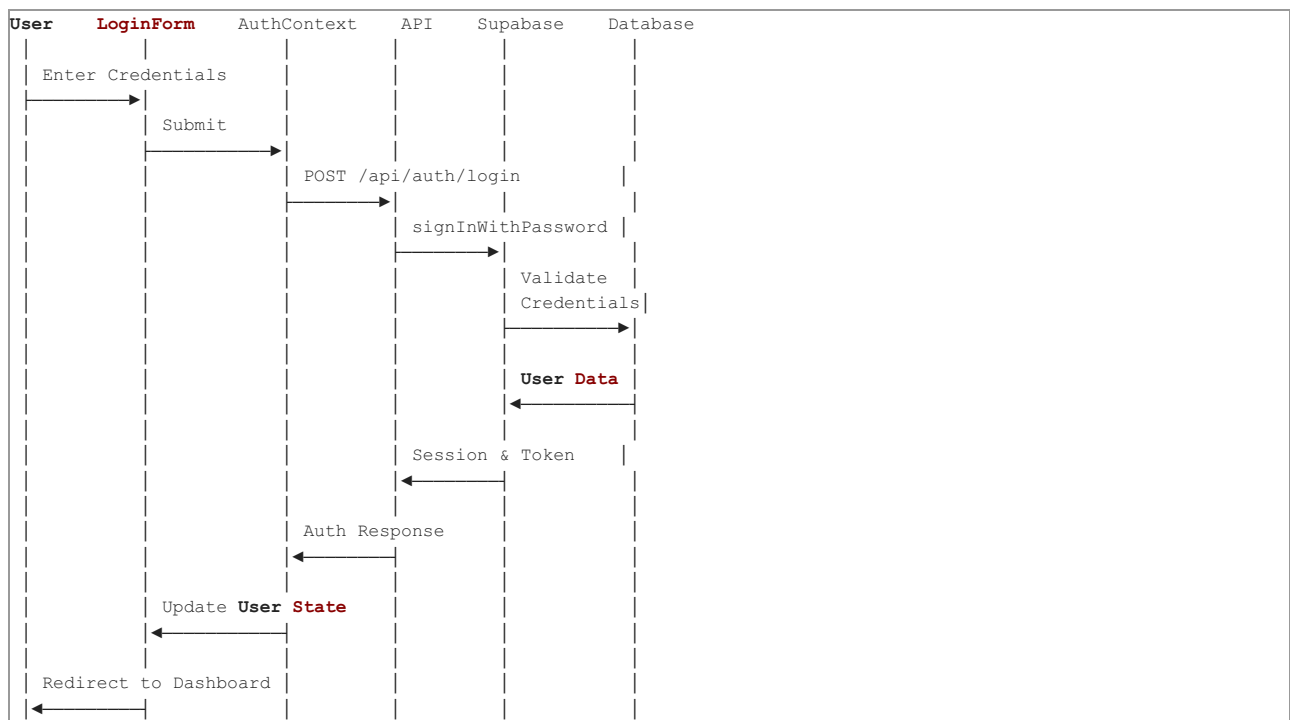 User LoginForm AuthContext API Supabase Database
Enter Credentials
Submit
POST /api/auth/login
signInWithPassword
Validate
Credentials
User Data
Session & Token
Auth Response
Update User State
Redirect to Dashboard